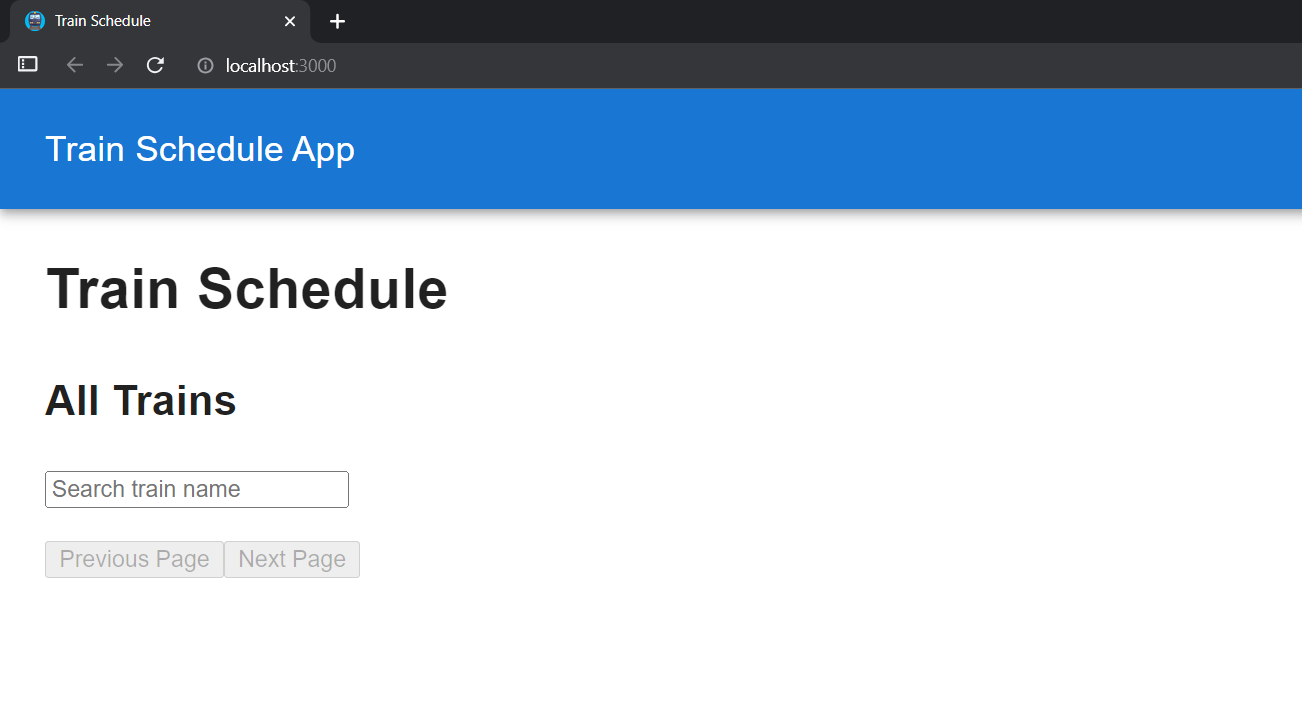 Train Schedule
localhost:3000
Train Schedule App
Train Schedule
All Trains
Search train name
Previous Page Next Page